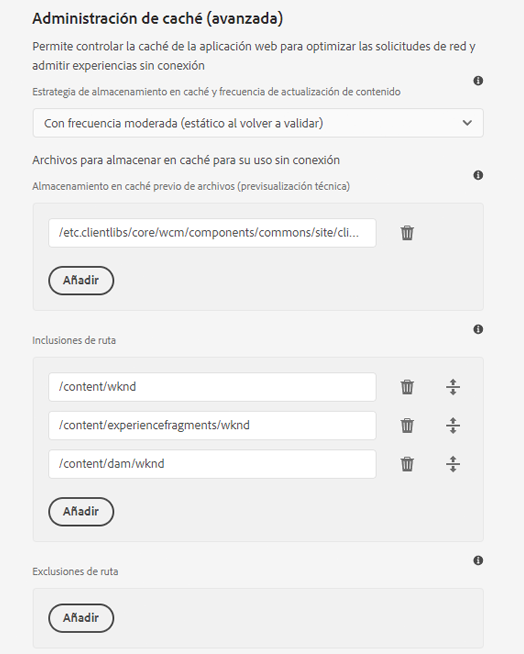 Administración de caché (avanzada)
Permite controlar la caché de la aplicación web para optimizar las solicitudes de red y
admitir experiencias sin conexión
Estrategia de almacenamiento en caché y frecuencia de actualización de contenido
Con frecuencia moderada (estático al volver a validar)
Archivos para almacenar en caché para su uso sin conexión
Almacenamiento en caché previo de archivos (previsualización técnica)
/etc.clientlibs/core/wcm/components/commons/site/cli...
Añadir
Inclusiones de ruta
/content/wknd
/content/experiencefragments/wknd
/content/dam/wknd
Añadir
Exclusiones de ruta
Añadir